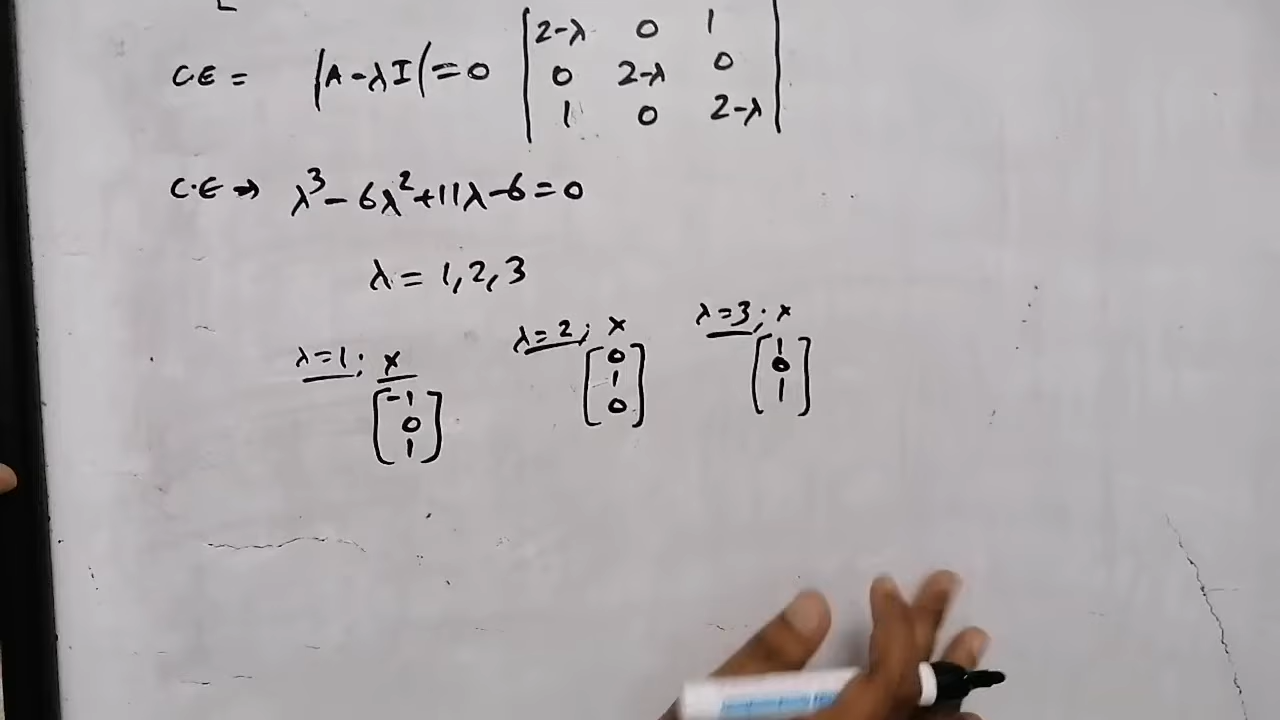 CE = |A-λI|=0 |2-λ 0 1|
|0 2-λ 0|
|1 0 2-λ|
C.E → λ³-6λ²+11λ-6=0
λ = 1,2,3
λ=1; x
[-1
0
1]
λ=2; x
[0
1
0]
λ=3; x
[1
0
1]